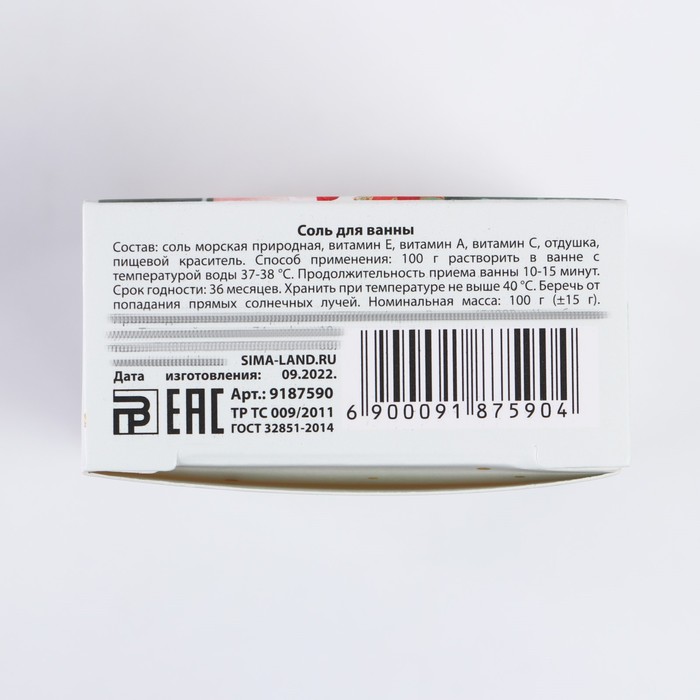 Соль для ванны
Состав: соль морская природная, витамин Е, витамин А, витамин С, отдушка,
пищевой краситель. Способ применения: 100 г растворить в ванне с
температурой воды 37-38 °С. Продолжительность приема ванны 10-15 минут.
Срок годности: 36 месяцев. Хранить при температуре не выше 40 °С. Беречь от
попадания прямых солнечных лучей. Номинальная масса: 100 г (±15 г).
SIMA-LAND.RU
Дата изготовления: 09.2022.
Арт.: 9187590
ЕАС
ТР ТС 009/2011
ГОСТ 32851-2014
6 900091 875904